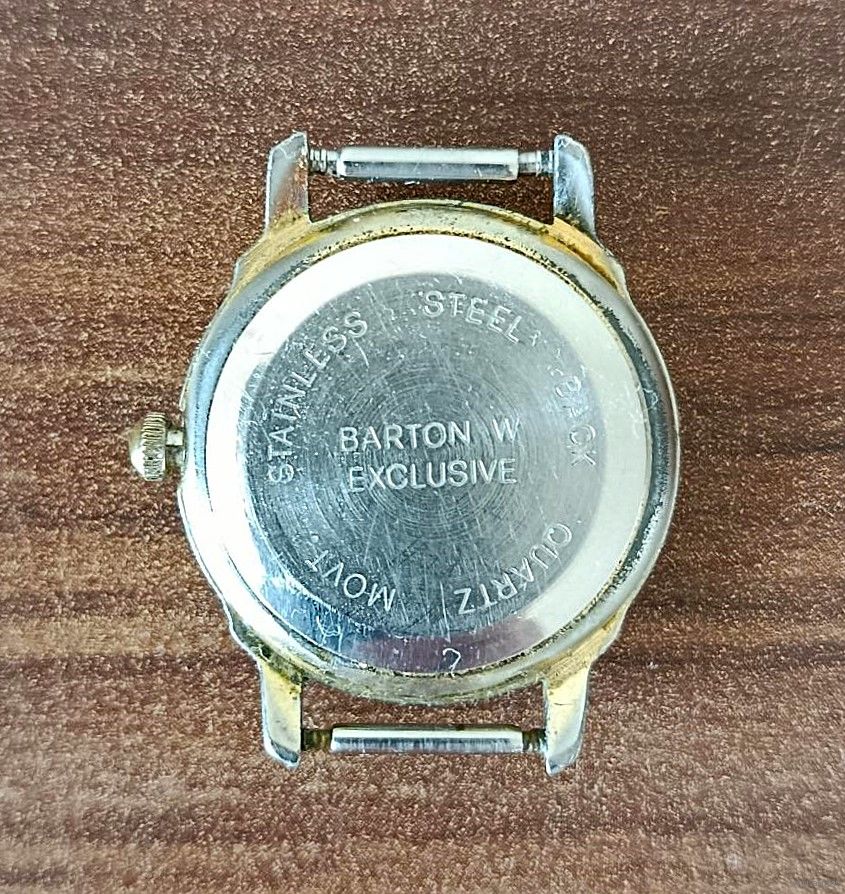 STAINLESS STEEL BACK
BARTON W
EXCLUSIVE
QUARTZ MOVT.